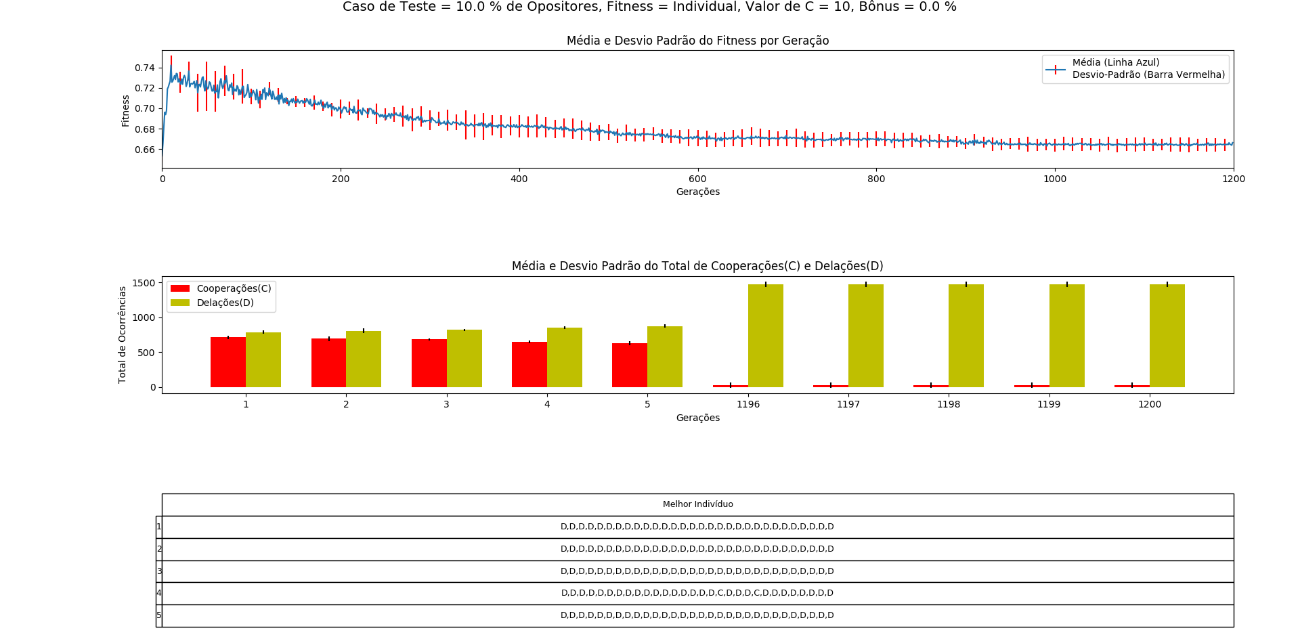 Caso de Teste = 10.0 % de Opositores, Fitness = Individual, Valor de C = 10, Bônus = 0.0 %
Média e Desvio Padrão do Fitness por Geração
Média (Linha Azul)
Desvio-Padrão (Barra Vermelha)
0.74
0.72
0.70
0.68
0.66
Fitness
0 200 400 600 800 1000 1200
Gerações
Média e Desvio Padrão do Total de Cooperações(C) e Delações(D)
Cooperações(C)
Delações(D)
1500
1000
500
0
Total de Ocorrências
1 2 3 4 5 1196 1197 1198 1199 1200
Gerações
Melhor Indivíduo
1 D,D,D,D,D,D,D,D,D,D,D,D,D,D,D,D,D,D,D,D,D,D,D,D,D,D,D,D,D,D
2 D,D,D,D,D,D,D,D,D,D,D,D,D,D,D,D,D,D,D,D,D,D,D,D,D,D,D,D,D,D
3 D,D,D,D,D,D,D,D,D,D,D,D,D,D,D,D,D,D,D,D,D,D,D,D,D,D,D,D,D,D
4 D,D,D,D,D,D,D,D,D,D,D,D,D,D,D,D,D,C,D,D,D,C,D,D,D,D,D,D,D,D
5 D,D,D,D,D,D,D,D,D,D,D,D,D,D,D,D,D,D,D,D,D,D,D,D,D,D,D,D,D,D